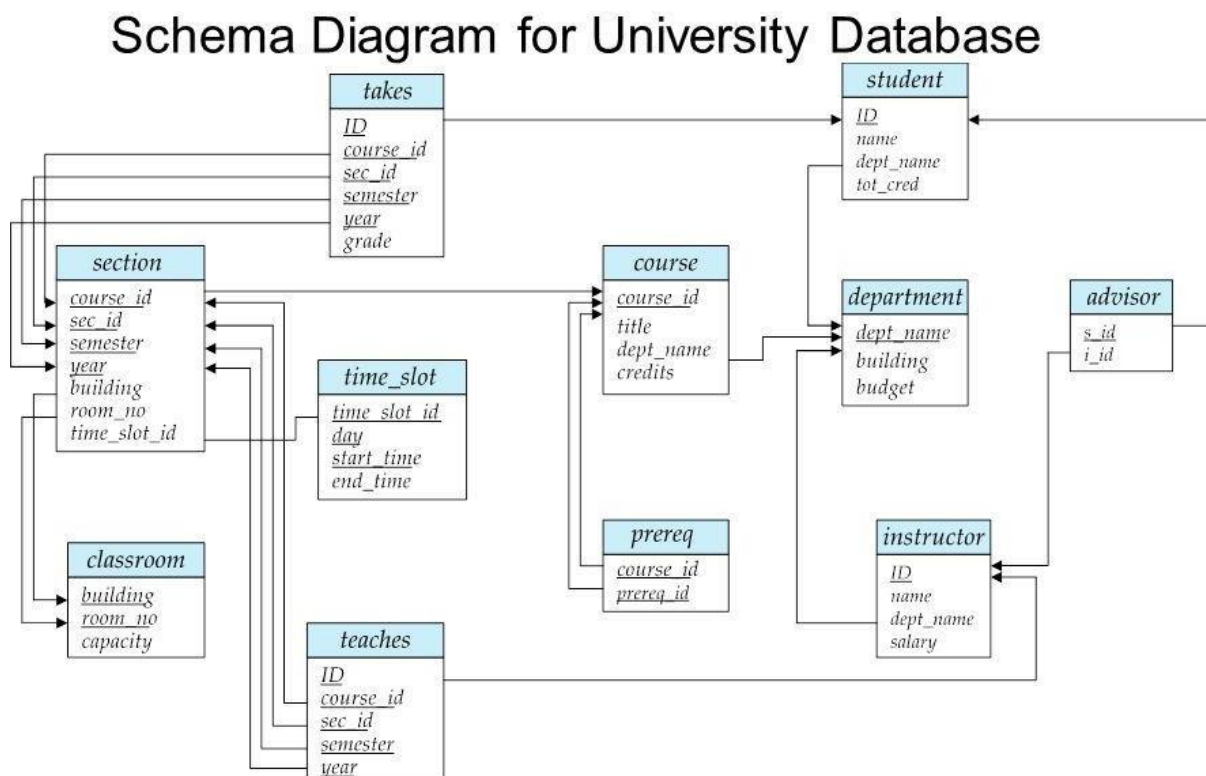 Schema Diagram for University Database
takes
ID
course_id
sec_id
semester
year
grade
student
ID
name
dept_name
tot_cred
section
course_id
sec_id
semester
year
building
room_no
time_slot_id
course
course_id
title
dept_name
credits
department
dept_name
building
budget
advisor
s_id
i_id
time_slot
time_slot_id
day
start_time
end_time
classroom
building
room_no
capacity
prereq
course_id
prereq_id
instructor
ID
name
dept_name
salary
teaches
ID
course_id
sec_id
semester
year